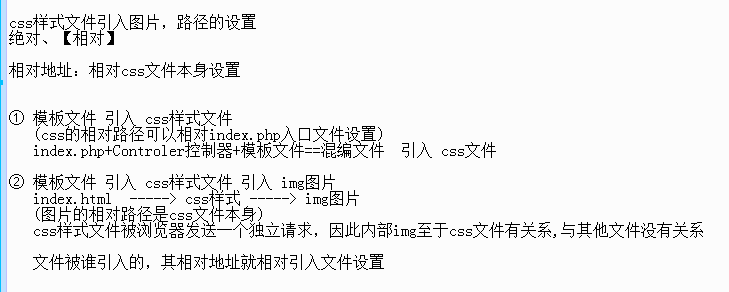 css样式文件引入图片，路径的设置
绝对、【相对】
相对地址：相对css文件本身设置
① 模板文件 引入 css样式文件
(css的相对路径可以相对index.php入口文件设置)
index.php+Controler控制器+模板文件==混编文件  引入 css文件
② 模板文件 引入 css样式文件 引入 img图片
index.html  -----> css样式 -----> img图片
(图片的相对路径是css文件本身)
css样式文件被浏览器发送一个独立请求，因此内部img至于css文件有关系,与其他文件没有关系
文件被谁引入的，其相对地址就相对引入文件设置